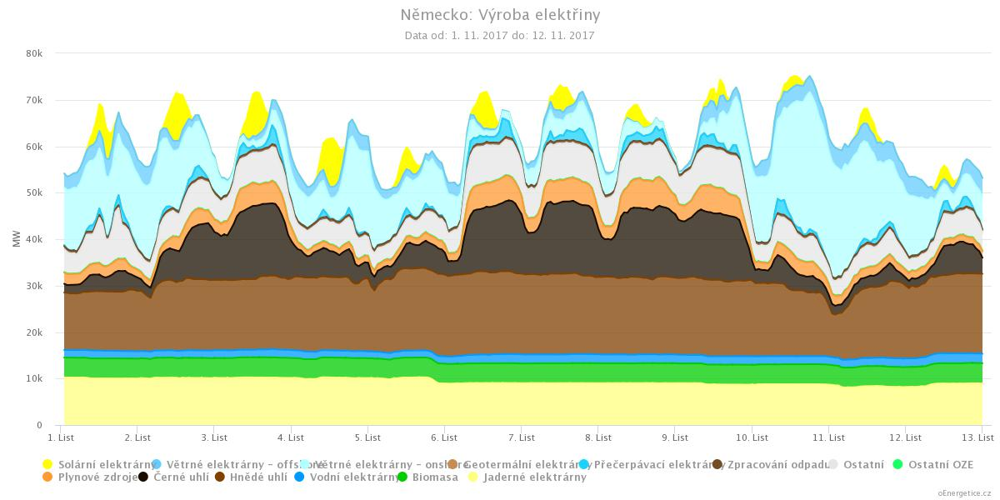 Německo: Výroba elektřiny
Data od: 1. 11. 2017 do: 12. 11. 2017
80k
70k
60k
50k
40k
30k
20k
10k
0
MW
1. List 2. List 3. List 4. List 5. List 6. List 7. List 8. List 9. List 10. List 11. List 12. List 13. List
Solární elektrárny Větrné elektrárny - offshore Větrné elektrárny - onshore Geotermální elektrárny Přečerpávací elektrárny Zpracování odpadu Ostatní Ostatní OZE
Plynové zdroje Černé uhlí Hnědé uhlí Vodní elektrárny Biomasa Jaderné elektrárny
oEnergetice.cz